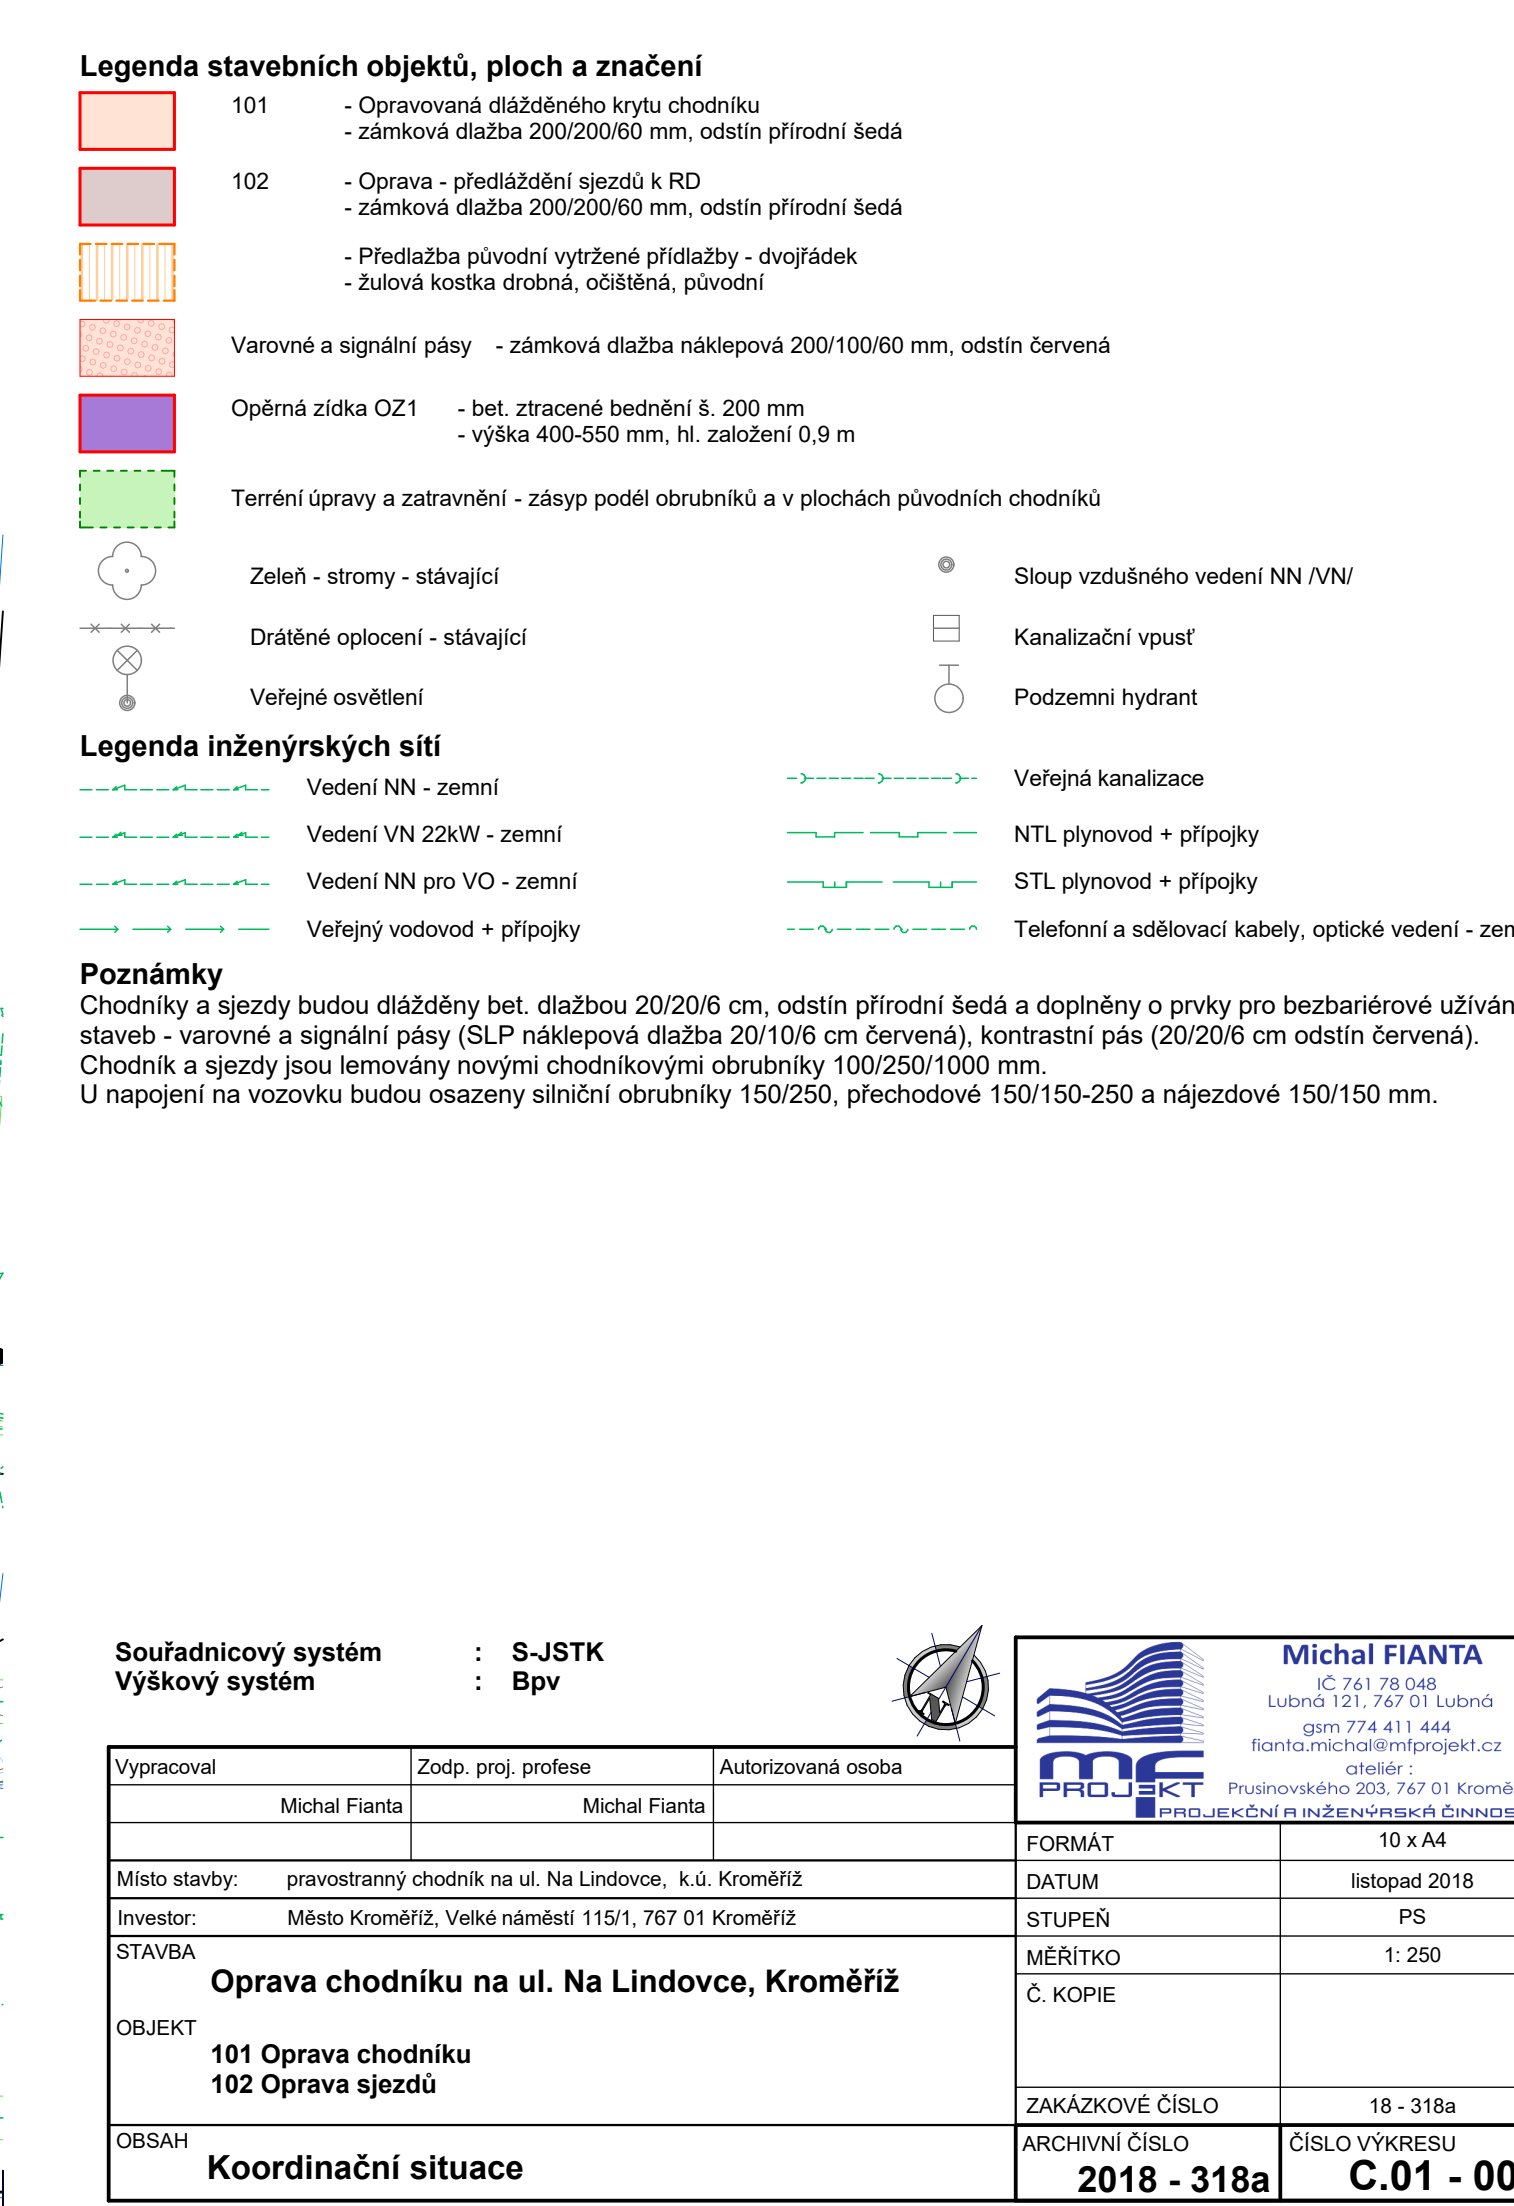 Legenda stavebních objektů, ploch a značení
101 - Opravovaná dlážděného krytu chodníku
- zámková dlažba 200/200/60 mm, odstín přírodní šedá
102 - Oprava - předláždění sjezdů k RD
- zámková dlažba 200/200/60 mm, odstín přírodní šedá
- Předlažba původní vytržené přídlažby - dvojřádek
- žulová kostka drobná, očištěná, původní
Varovné a signální pásy - zámková dlažba náklepová 200/100/60 mm, odstín červená
Opěrná zídka OZ1 - bet. ztracené bednění š. 200 mm
- výška 400-550 mm, hl. založení 0,9 m
Terréní úpravy a zatravnění - zásyp podél obrubníků a v plochách původních chodníků
Zeleň - stromy - stávající
Sloup vzdušného vedení NN /VN/
Drátěné oplocení - stávající
Kanalizační vpusť
Veřejné osvětlení
Podzemni hydrant
Legenda inženýrských sítí
Vedení NN - zemní
Veřejná kanalizace
Vedení VN 22kW - zemní
NTL plynovod + přípojky
Vedení NN pro VO - zemní
STL plynovod + přípojky
Veřejný vodovod + přípojky
Telefonní a sdělovací kabely, optické vedení -
Poznámky
Chodníky a sjezdy budou dlážděny bet. dlažbou 20/20/6 cm, odstín přírodní šedá a doplněny o prvky pro bezbariérové užíván
staveb - varovné a signální pásy (SLP náklepová dlažba 20/10/6 cm červená), kontrastní pás (20/20/6 cm odstín červená).
Chodník a sjezdy jsou lemovány novými chodníkovými obrubníky 100/250/1000 mm.
U napojení na vozovku budou osazeny silniční obrubníky 150/250, přechodové 150/150-250 a nájezdové 150/150 mm.
Souřadnicový systém : S-JSTK
Výškový systém : Bpv
N
Michal FIANTA
IČ 761 78 048
Lubná 121, 767 01 Lubná
gsm 774 411 444
fianta.michal@mfprojekt.cz
ateliér :
Prusinovského 203, 767 01 Kromě
mF
PROJEKT
PROJEKČNÍ A INŽENÝRSKÁ ČINNOS
Vypracoval Zodp. proj. profese Autorizovaná osoba
Michal Fianta Michal Fianta
Místo stavby: pravostranný chodník na ul. Na Lindovce, k.ú. Kroměříž
Investor: Město Kroměříž, Velké náměstí 115/1, 767 01 Kroměříž
STAVBA
Oprava chodníku na ul. Na Lindovce, Kroměříž
OBJEKT
101 Oprava chodníku
102 Oprava sjezdů
OBSAH
Koordinační situace
FORMÁT 10 x A4
DATUM listopad 2018
STUPEŇ PS
MĚŘÍTKO 1: 250
Č. KOPIE
ZAKÁZKOVÉ ČÍSLO 18 - 318a
ARCHIVNÍ ČÍSLO
2018 - 318a
ČÍSLO VÝKRESU
C.01 - 00